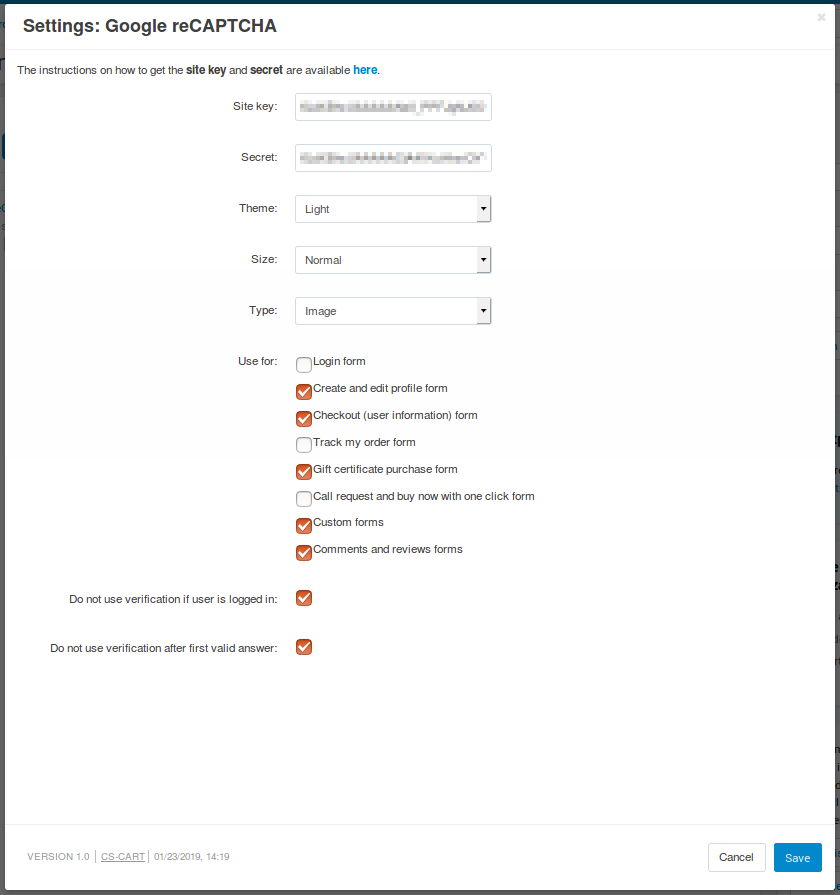 Settings: Google reCAPTCHA
The instructions on how to get the site key and secret are available here.
Site key:
Secret:
Theme: Light
Size: Normal
Type: Image
Use for: Login form
Create and edit profile form
Checkout (user information) form
Track my order form
Gift certificate purchase form
Call request and buy now with one click form
Custom forms
Comments and reviews forms
Do not use verification if user is logged in:
Do not use verification after first valid answer:
VERSION 1.0 | CS-CART | 01/23/2019, 14:19
Cancel
Save